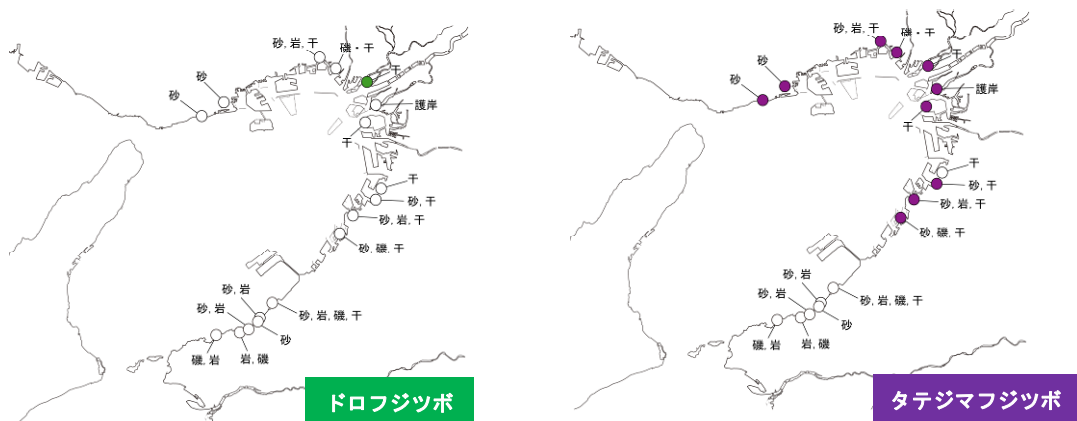 砂, 岩, 干
磯・干
干
砂
砂
護岸
干
干
砂, 干
砂, 岩, 干
砂, 磯, 干
砂, 岩
砂, 岩
砂, 岩, 磯, 干
砂
磯, 岩
岩, 磯
ドロフジツボ
砂, 岩, 干
磯・干
干
砂
砂
護岸
干
干
砂, 干
砂, 岩, 干
砂, 磯, 干
砂, 岩
砂, 岩
砂, 岩, 磯, 干
砂
磯, 岩
岩, 磯
タテジマフジツボ